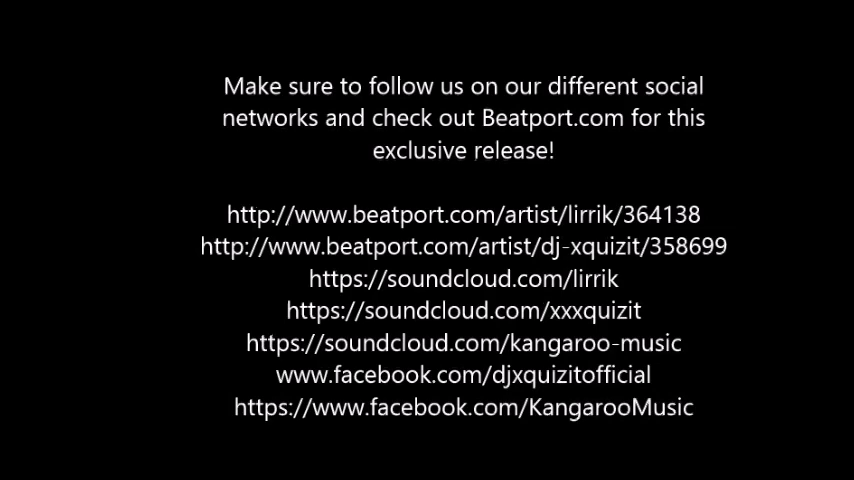 Make sure to follow us on our different social
networks and check out Beatport.com for this
exclusive release!
http://www.beatport.com/artist/lirrik/364138
http://www.beatport.com/artist/dj-xquizit/358699
https://soundcloud.com/lirrik
https://soundcloud.com/xxxquizit
https://soundcloud.com/kangaroo-music
www.facebook.com/djxquizitofficial
https://www.facebook.com/KangarooMusic